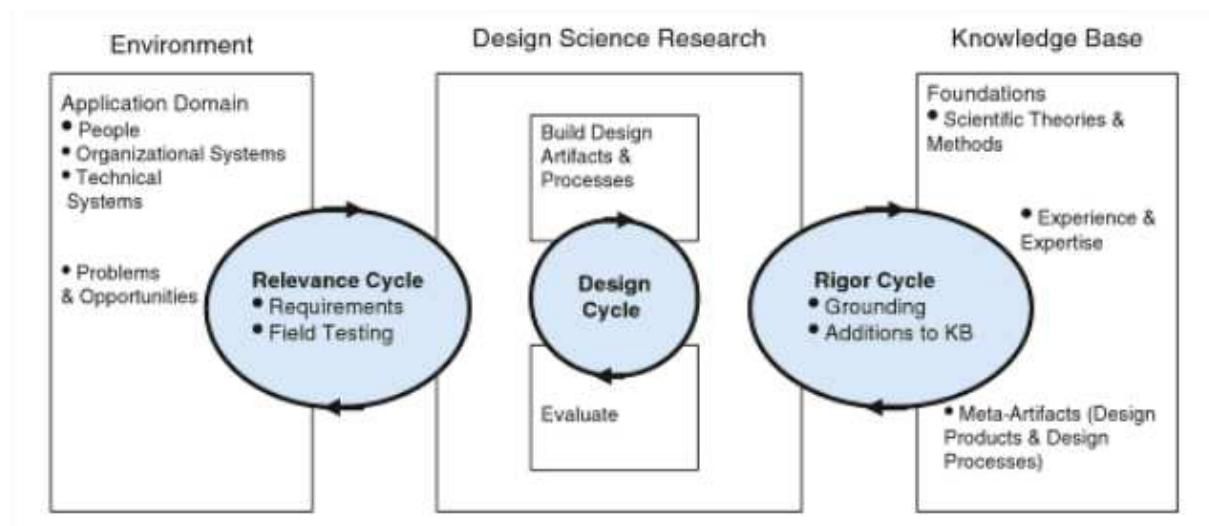 Environment
Design Science Research
Knowledge Base
Application Domain
• People
• Organizational Systems
• Technical
Systems
• Problems
& Opportunities
Relevance Cycle
• Requirements
• Field Testing
Build Design
Artifacts &
Processes
Design
Cycle
Evaluate
Rigor Cycle
• Grounding
• Additions to KB
Foundations
• Scientific Theories &
Methods
• Experience &
Expertise
• Meta-Artifacts (Design
Products & Design
Processes)